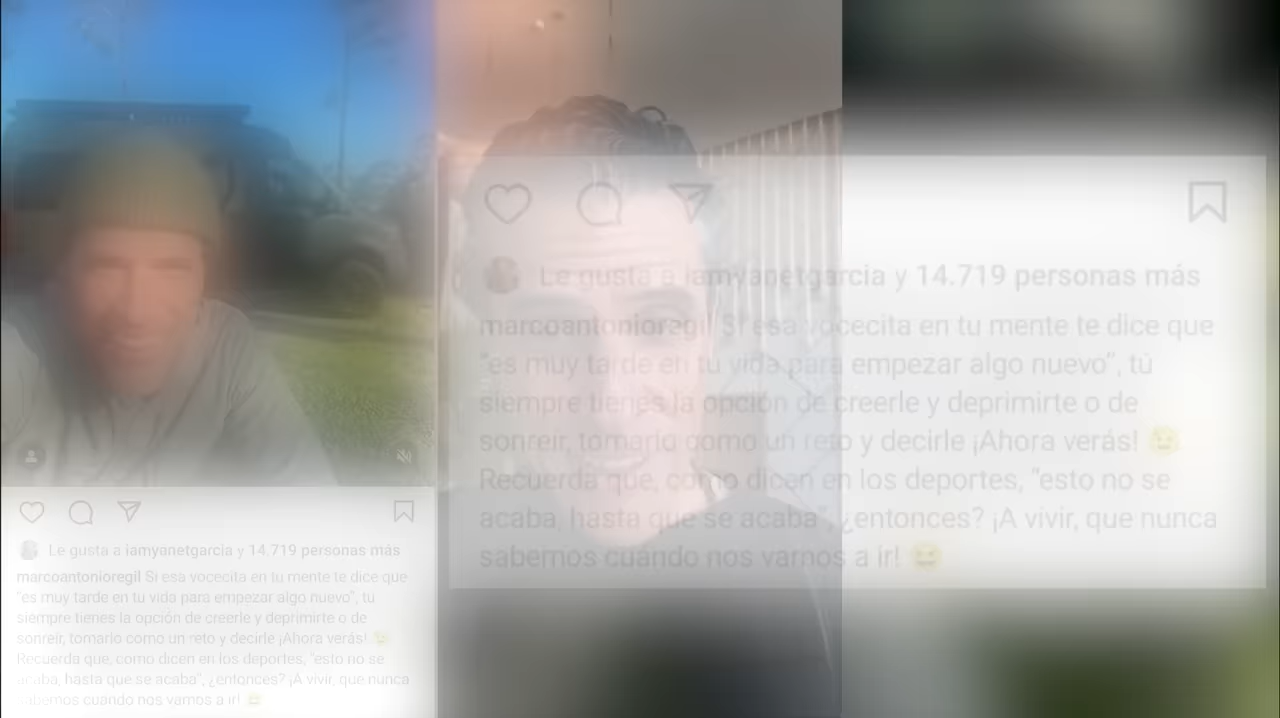 Le gusta a iamyanetgarcia y 14.719 personas más
marcoantonioregil Si esa vocecita en tu mente te dice que
"es muy tarde en tu vida para empezar algo nuevo", tu
siempre tienes la opción de creerle y deprimirte o de
sonreír, tomarlo como un reto y decirle ¡Ahora verás! 😉
Recuerda que, como dicen en los deportes, "esto no se
acaba, hasta que se acaba", ¿entonces? ¡A vivir, que nunca
sabemos cuándo nos vamos a ir! 😄
Le gusta a iamyanetgarcia y 14.719 personas más
marcoantonioregil Si esa vocecita en tu mente te dice que
"es muy tarde en tu vida para empezar algo nuevo", tú
siempre tienes la opción de creerle y deprimirte o de
sonreír, tomarlo como un reto y decirle ¡Ahora verás! 😉
Recuerda que, como dicen en los deportes, "esto no se
acaba, hasta que se acaba", ¿entonces? ¡A vivir, que nunca
sabemos cuándo nos vamos a ir! 😄